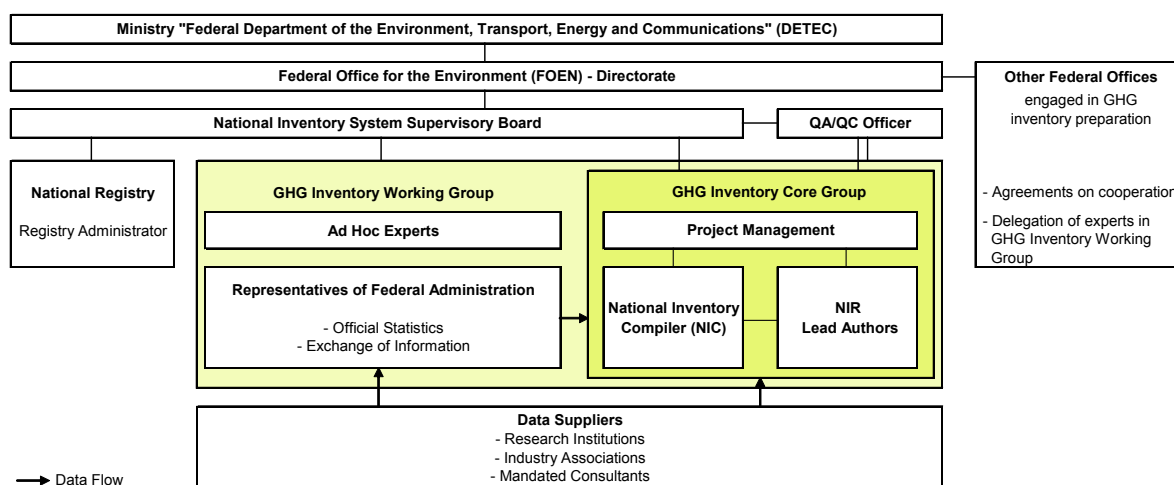 Ministry "Federal Department of the Environment, Transport, Energy and Communications" (DETEC)
Federal Office for the Environment (FOEN) - Directorate
Other Federal Offices
engaged in GHG
inventory preparation
- Agreements on cooperation
- Delegation of experts in
GHG Inventory Working
Group
National Inventory System Supervisory Board
QA/QC Officer
National Registry
Registry Administrator
GHG Inventory Working Group
Ad Hoc Experts
Representatives of Federal Administration
- Official Statistics
- Exchange of Information
GHG Inventory Core Group
Project Management
National Inventory
Compiler (NIC)
NIR
Lead Authors
Data Suppliers
- Research Institutions
- Industry Associations
- Mandated Consultants
Data Flow